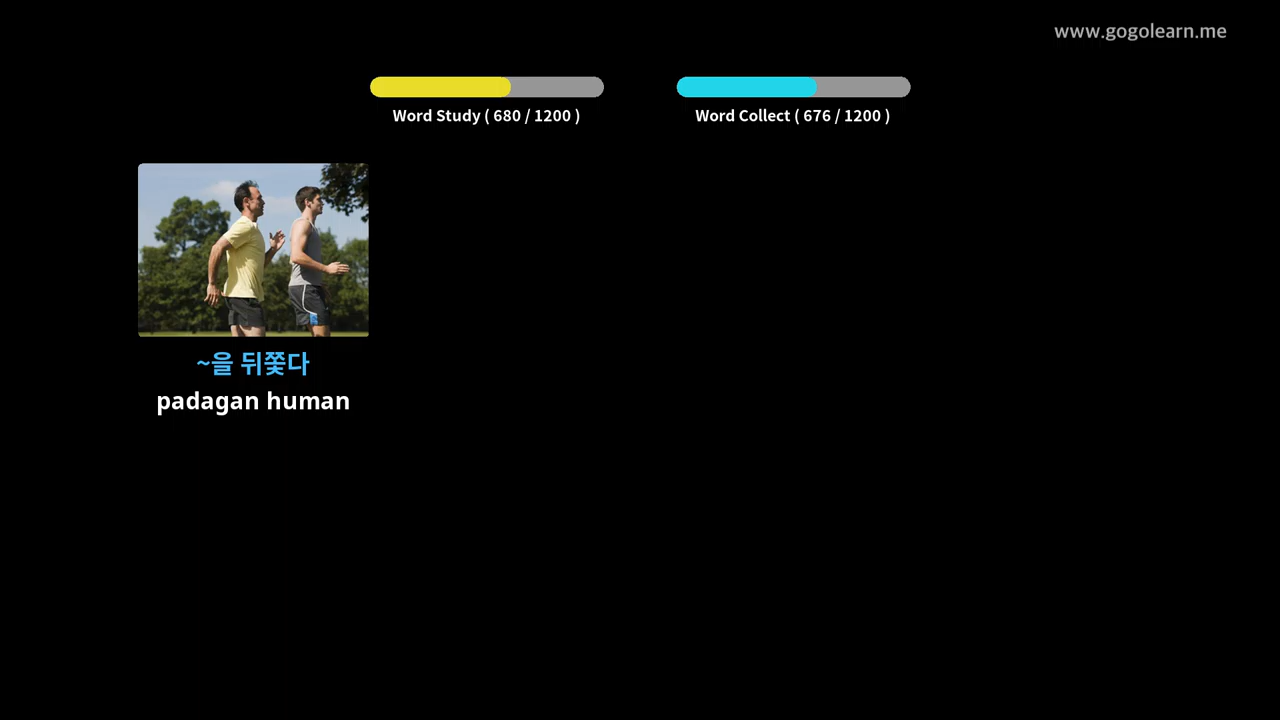 www.gogolearn.me
Word Study ( 680 / 1200 )
Word Collect ( 676 / 1200 )
~을 뒤쫓다
padagan human